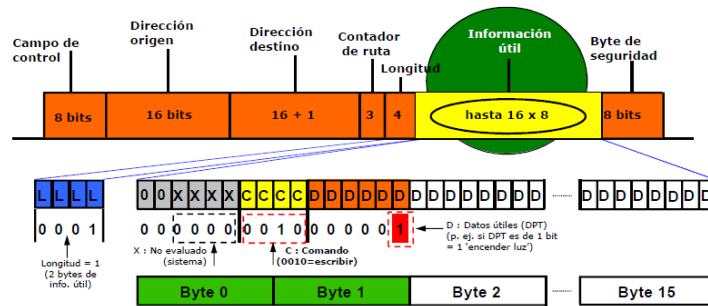 Campo de
control
Dirección
origen
Dirección
destino
Contador
de ruta
Longitud
Información
útil
Byte de
seguridad
8 bits
16 bits
16 + 1
3
4
hasta 16 x 8
8 bits
L L L L
0 0 X X X X C C C C D D D D D D D D D D D D D D ........ D D D D D D D D
0 0 0 1
0 0 0 0 0 0 0 0 1 0 0 0 0 0 0 1
Longitud = 1
(2 bytes de
info. útil)
X : No evaluado
(sistema)
C : Comando
(0010=escribir)
D : Datos útiles (DPT)
(p. ej. si DPT es de 1 bit
= 1 'encender luz')
Byte 0
Byte 1
Byte 2
........
Byte 15